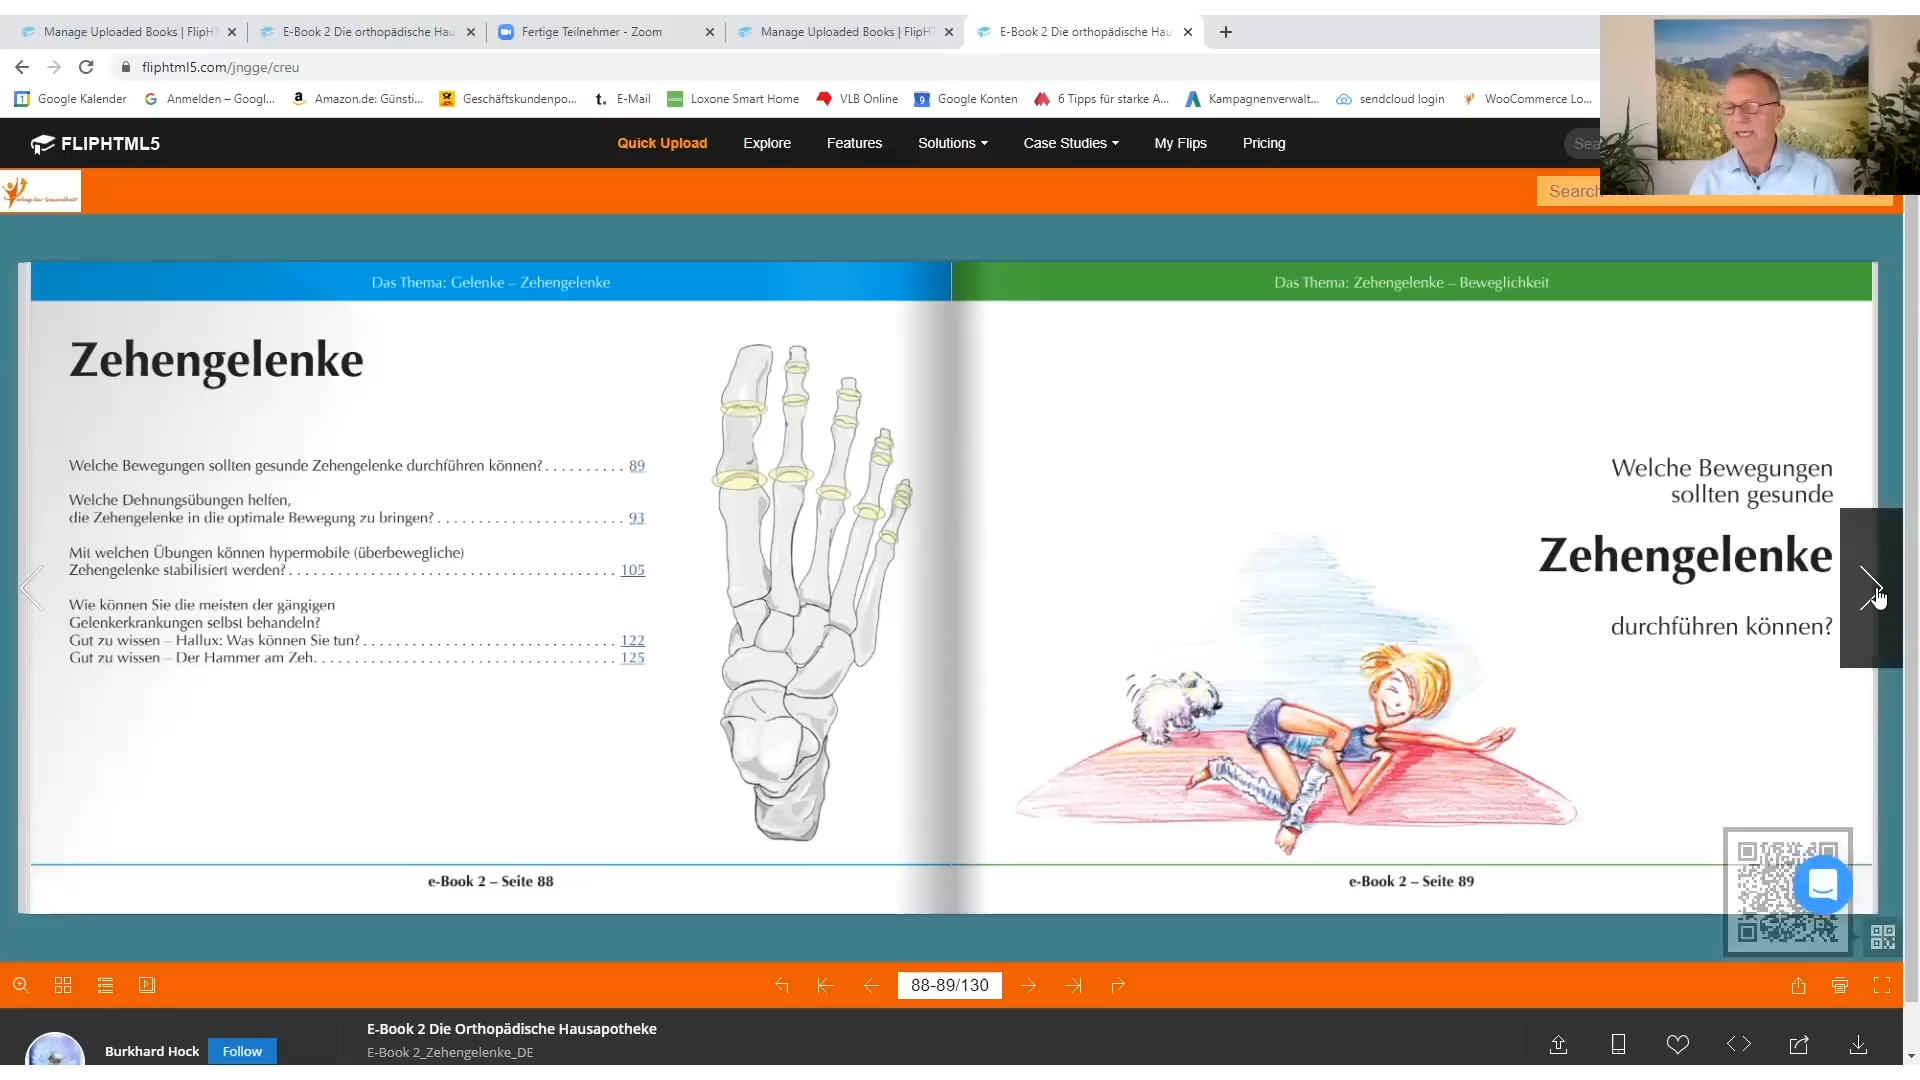 Manage Uploaded Books | FlipH
E-Book 2 Die orthopädische Hau
Fertige Teilnehmer - Zoom
Manage Uploaded Books | FlipHT
E-Book 2 Die orthopädische Hau
fliphtml5.com/jngge/creu
Google Kalender
Anmelden – Googl...
Amazon.de: Günsti...
Geschäftskundenpo...
E-Mail
Loxone Smart Home
VLB Online
Google Konten
6 Tipps für starke A...
Kampagnenverwalt...
sendcloud login
WooCommerce Lo...
FLIPHTML5
Quick Upload
Explore
Features
Solutions
Case Studies
My Flips
Pricing
Sea
Search
Das Thema: Gelenke – Zehengelenke
Zehengelenke
Welche Bewegungen sollten gesunde Zehengelenke durchführen können? . . . . . . . . . . 89
Welche Dehnungsübungen helfen,
die Zehengelenke in die optimale Bewegung zu bringen? . . . . . . . . . . . . . . . . . . . . . . . 93
Mit welchen Übungen können hypermobile (überbewegliche)
Zehengelenke stabilisiert werden? . . . . . . . . . . . . . . . . . . . . . . . . . . . . . . . . . . . . . . . . 105
Wie können Sie die meisten der gängigen
Gelenkerkrankungen selbst behandeln?
Gut zu wissen – Hallux: Was können Sie tun? . . . . . . . . . . . . . . . . . . . . . . . . . . . . . . . 122
Gut zu wissen – Der Hammer am Zeh. . . . . . . . . . . . . . . . . . . . . . . . . . . . . . . . . . . . . 125
e-Book 2 – Seite 88
Das Thema: Zehengelenke – Beweglichkeit
Welche Bewegungen
sollten gesunde
Zehengelenke
durchführen können?
e-Book 2 – Seite 89
88-89/130
Burkhard Hock
Follow
E-Book 2 Die Orthopädische Hausapotheke
E-Book 2_Zehengelenke_DE